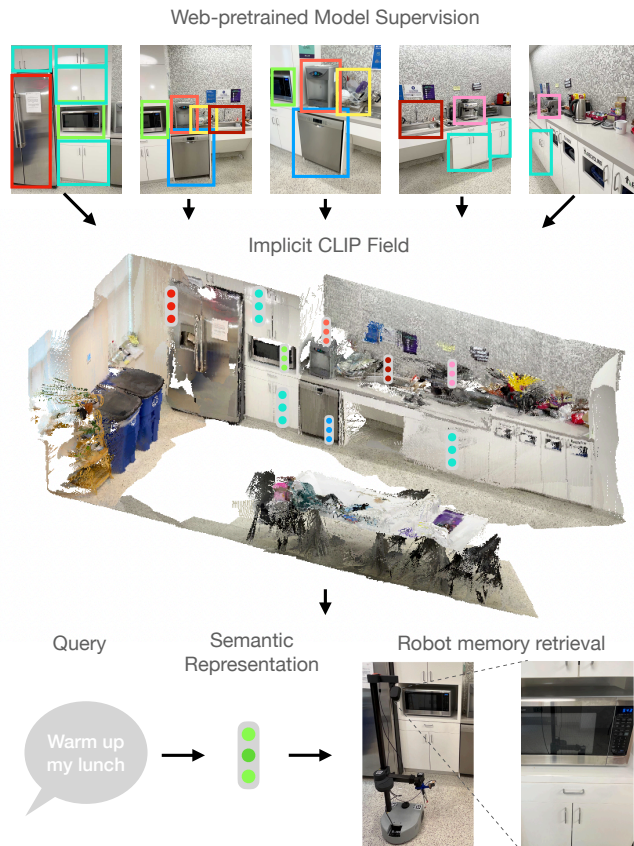 Web-pretrained Model Supervision
Implicit CLIP Field
Query
Semantic
Representation
Robot memory retrieval
Warm up
my lunch